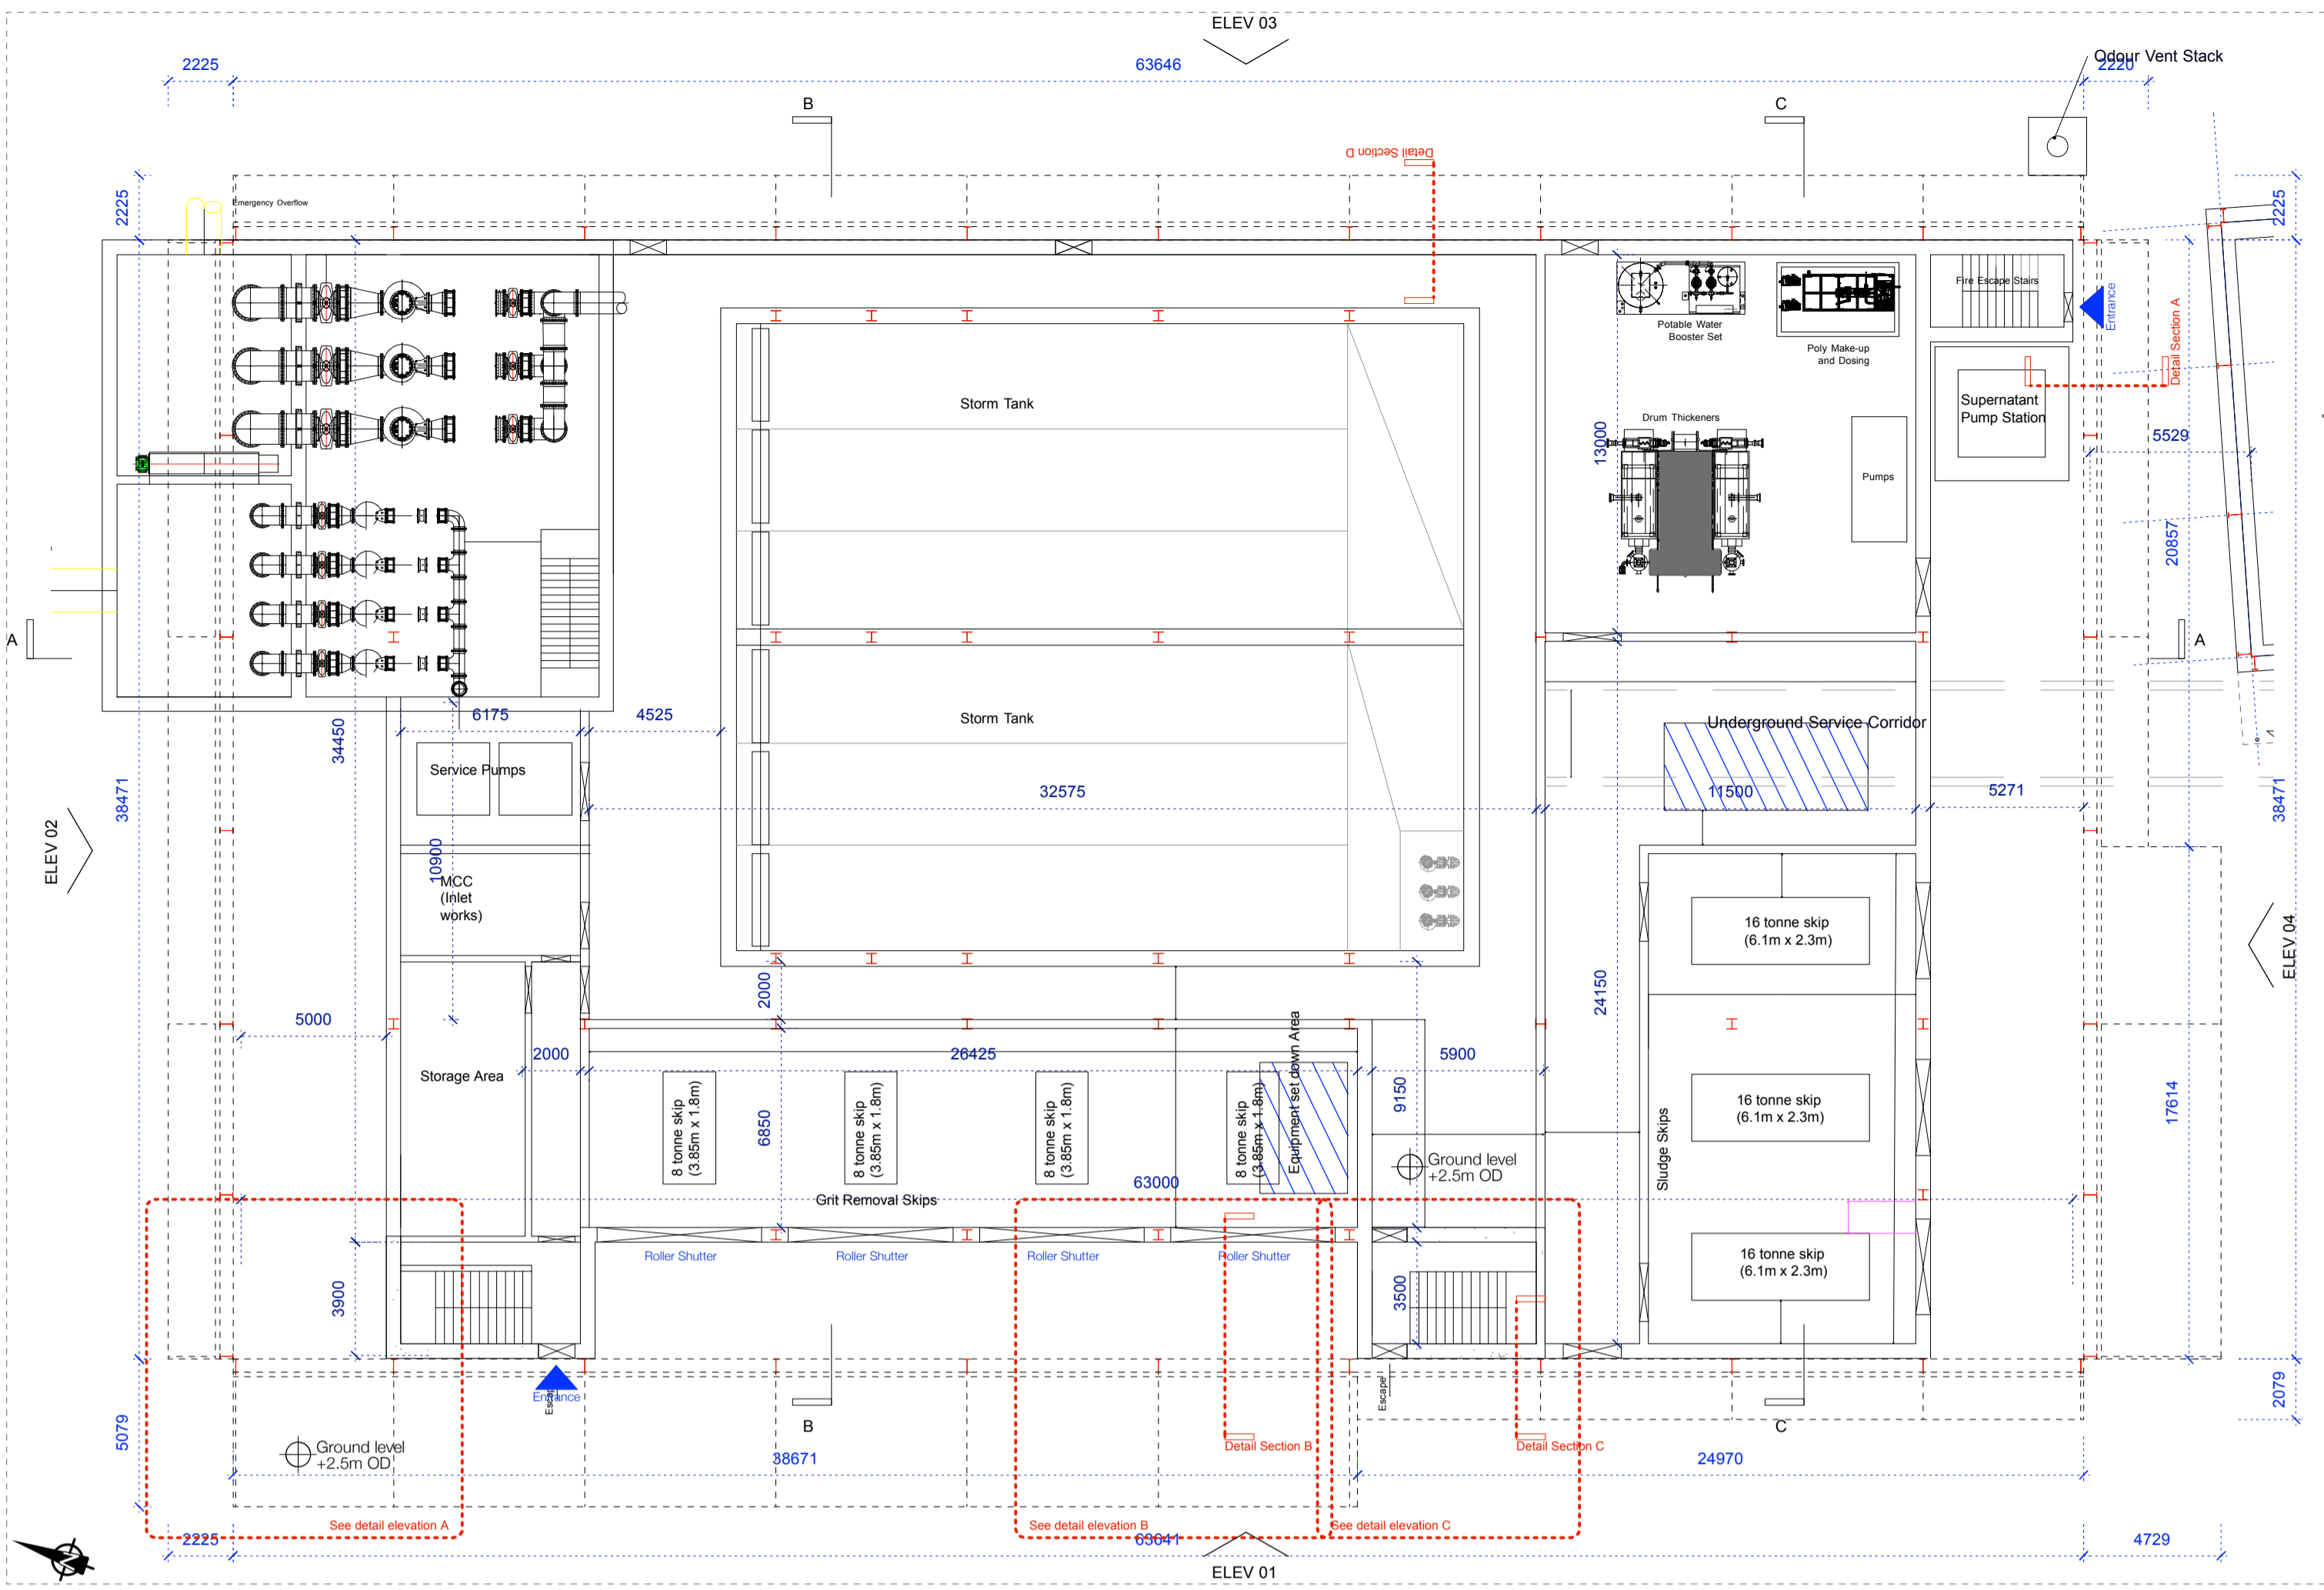 ELEV 03
Odour Vent Stack
2225
63646
2220
B
C
Detail Section D
2225
Emergency Overflow
2225
Fire Escape Stairs
Entrance
Detail Section A
Potable Water
Booster Set
Poly Make-up
and Dosing
Storm Tank
Supernatant
Pump Station
Drum Thickeners
13000
5529
Pumps
20857
A
A
6175
4525
34450
Storm Tank
Underground Service Corridor
Service Pumps
38471
32575
11500
5271
38471
ELEV 02
10900
MCC
(Inlet
works)
16 tonne skip
(6.1m x 2.3m)
ELEV 04
2000
24150
5000
2000
26425
5900
Equipment set down Area
Storage Area
9150
16 tonne skip
(6.1m x 2.3m)
17614
6850
8 tonne skip
(3.85m x 1.8m)
8 tonne skip
(3.85m x 1.8m)
8 tonne skip
(3.85m x 1.8m)
8 tonne skip
(3.85m x 1.8m)
Sludge Skips
Ground level
+2.5m OD
63000
Grit Removal Skips
Roller Shutter
Roller Shutter
Roller Shutter
Roller Shutter
16 tonne skip
(6.1m x 2.3m)
3900
3500
Entrance
Escape
Escape
2079
5079
B
C
Ground level
+2.5m OD
Detail Section B
Detail Section C
38671
24970
See detail elevation A
See detail elevation B
See detail elevation C
2225
63641
4729
ELEV 01